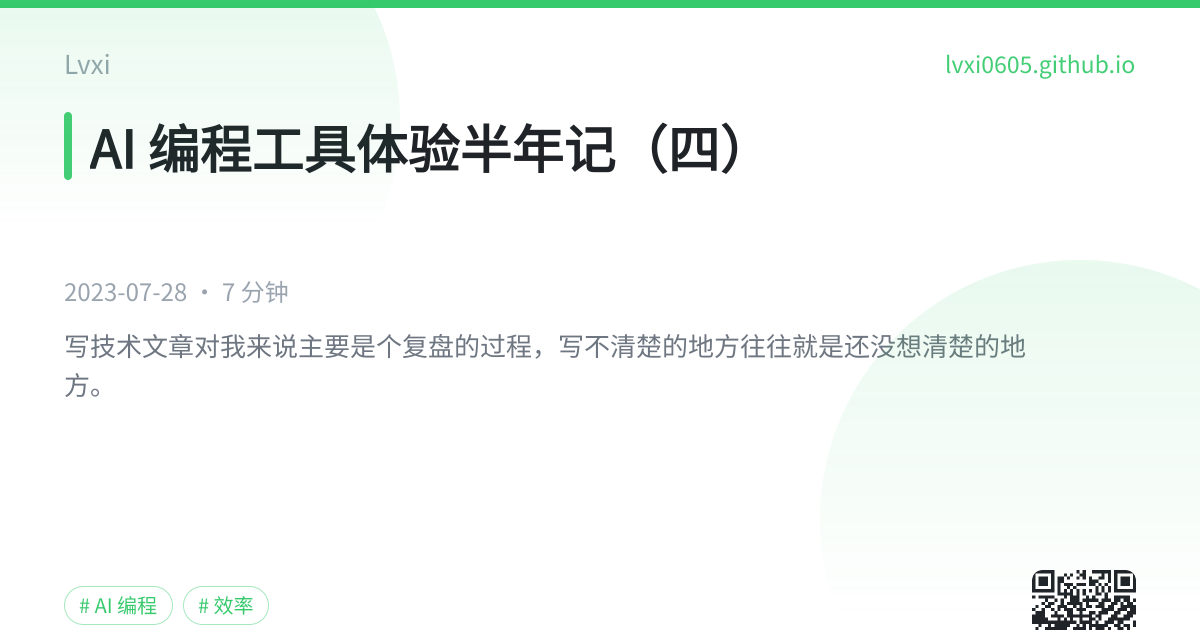 Lvxi
lvxi0605.github.io
AI 编程工具体验半年记（四）
2023-07-28 · 7 分钟
写技术文章对我来说主要是个复盘的过程，写不清楚的地方往往就是还没想清楚的地
方。
# AI 编程
# 效率